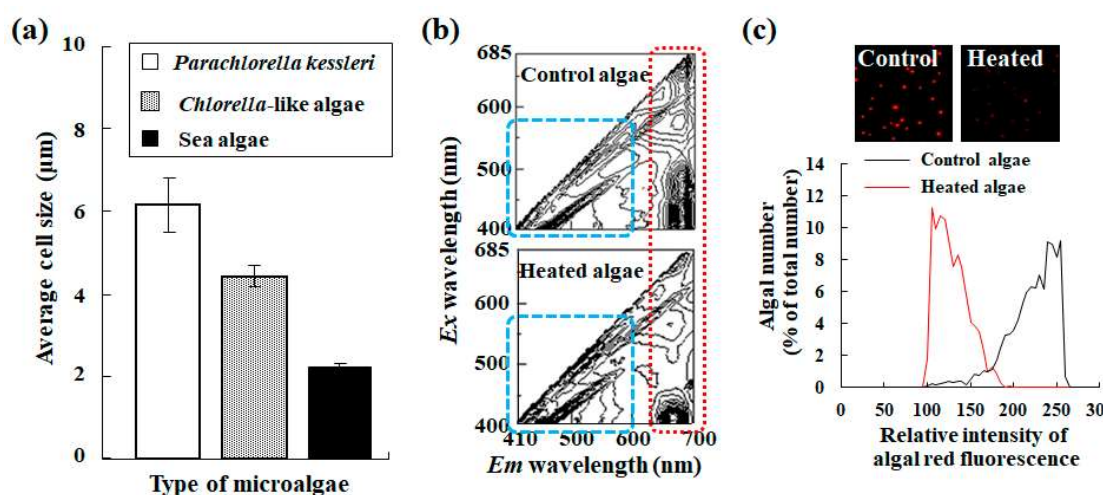 (a)
10
8
6
4
2
0
Average cell size (μm)
Parachlorella kessleri
Chlorella-like algae
Sea algae
Type of microalgae
(b)
685
Control algae
600
500
400
685
Heated algae
600
500
400
410 500 600 700
Ex wavelength (nm)
Em wavelength (nm)
(c)
Control Heated
Control algae
Heated algae
14
12
10
8
6
4
2
0
Algal number
(% of total number)
0 50 100 150 200 250 30
Relative intensity of
algal red fluorescence